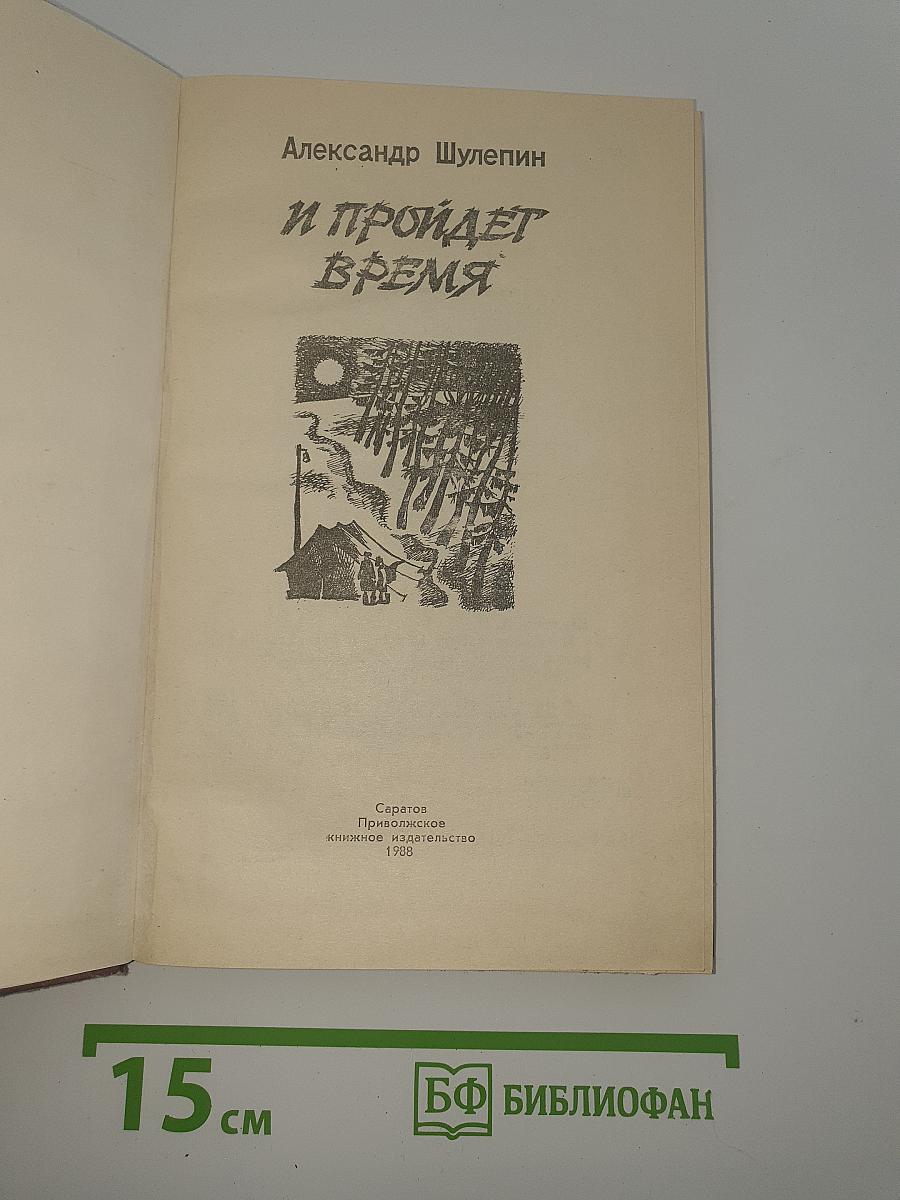 Александр Шулепин
И ПРОЙДЕТ
ВРЕМЯ
Саратов
Приволжское
книжное издательство
1988
15 см
БФ БИБЛИОФАН